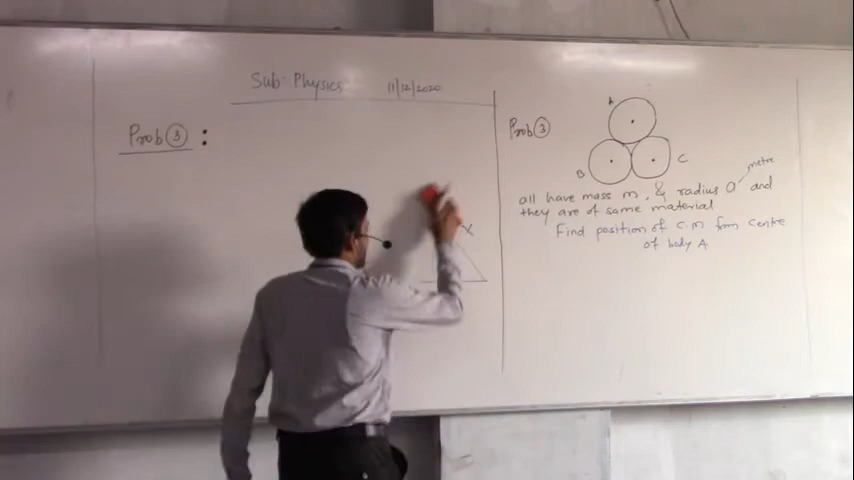 Sub: Physics 11/12/2020
Prob ③ :
Prob ③
A
B
C
metre
all have mass m, & radius a and
they are of same material
Find position of C.M from centre
of body A
x